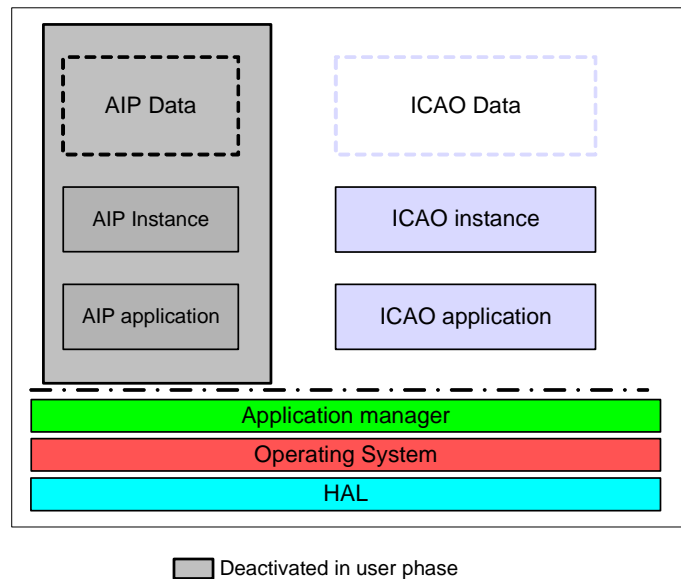 AIP Data
ICAO Data
AIP Instance
ICAO instance
AIP application
ICAO application
Application manager
Operating System
HAL
Deactivated in user phase